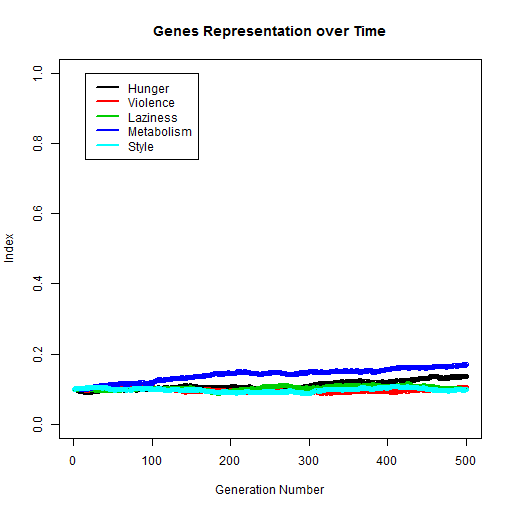 Genes Representation over Time
Hunger
Violence
Laziness
Metabolism
Style
Index
1.0
0.8
0.6
0.4
0.2
0.0
0 100 200 300 400 500
Generation Number